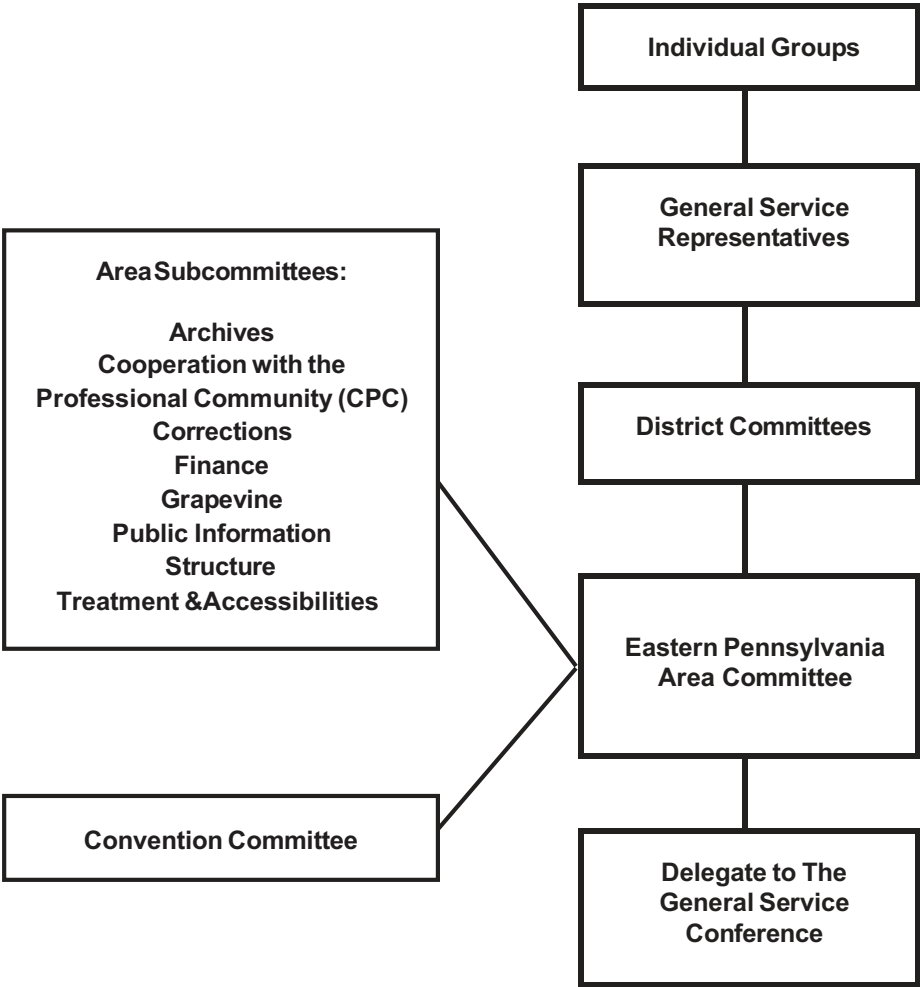 Individual Groups
General Service
Representatives
Area Subcommittees:
Archives
Cooperation with the
Professional Community (CPC)
Corrections
Finance
Grapevine
Public Information
Structure
Treatment & Accessibilities
District Committees
Eastern Pennsylvania
Area Committee
Convention Committee
Delegate to The
General Service
Conference